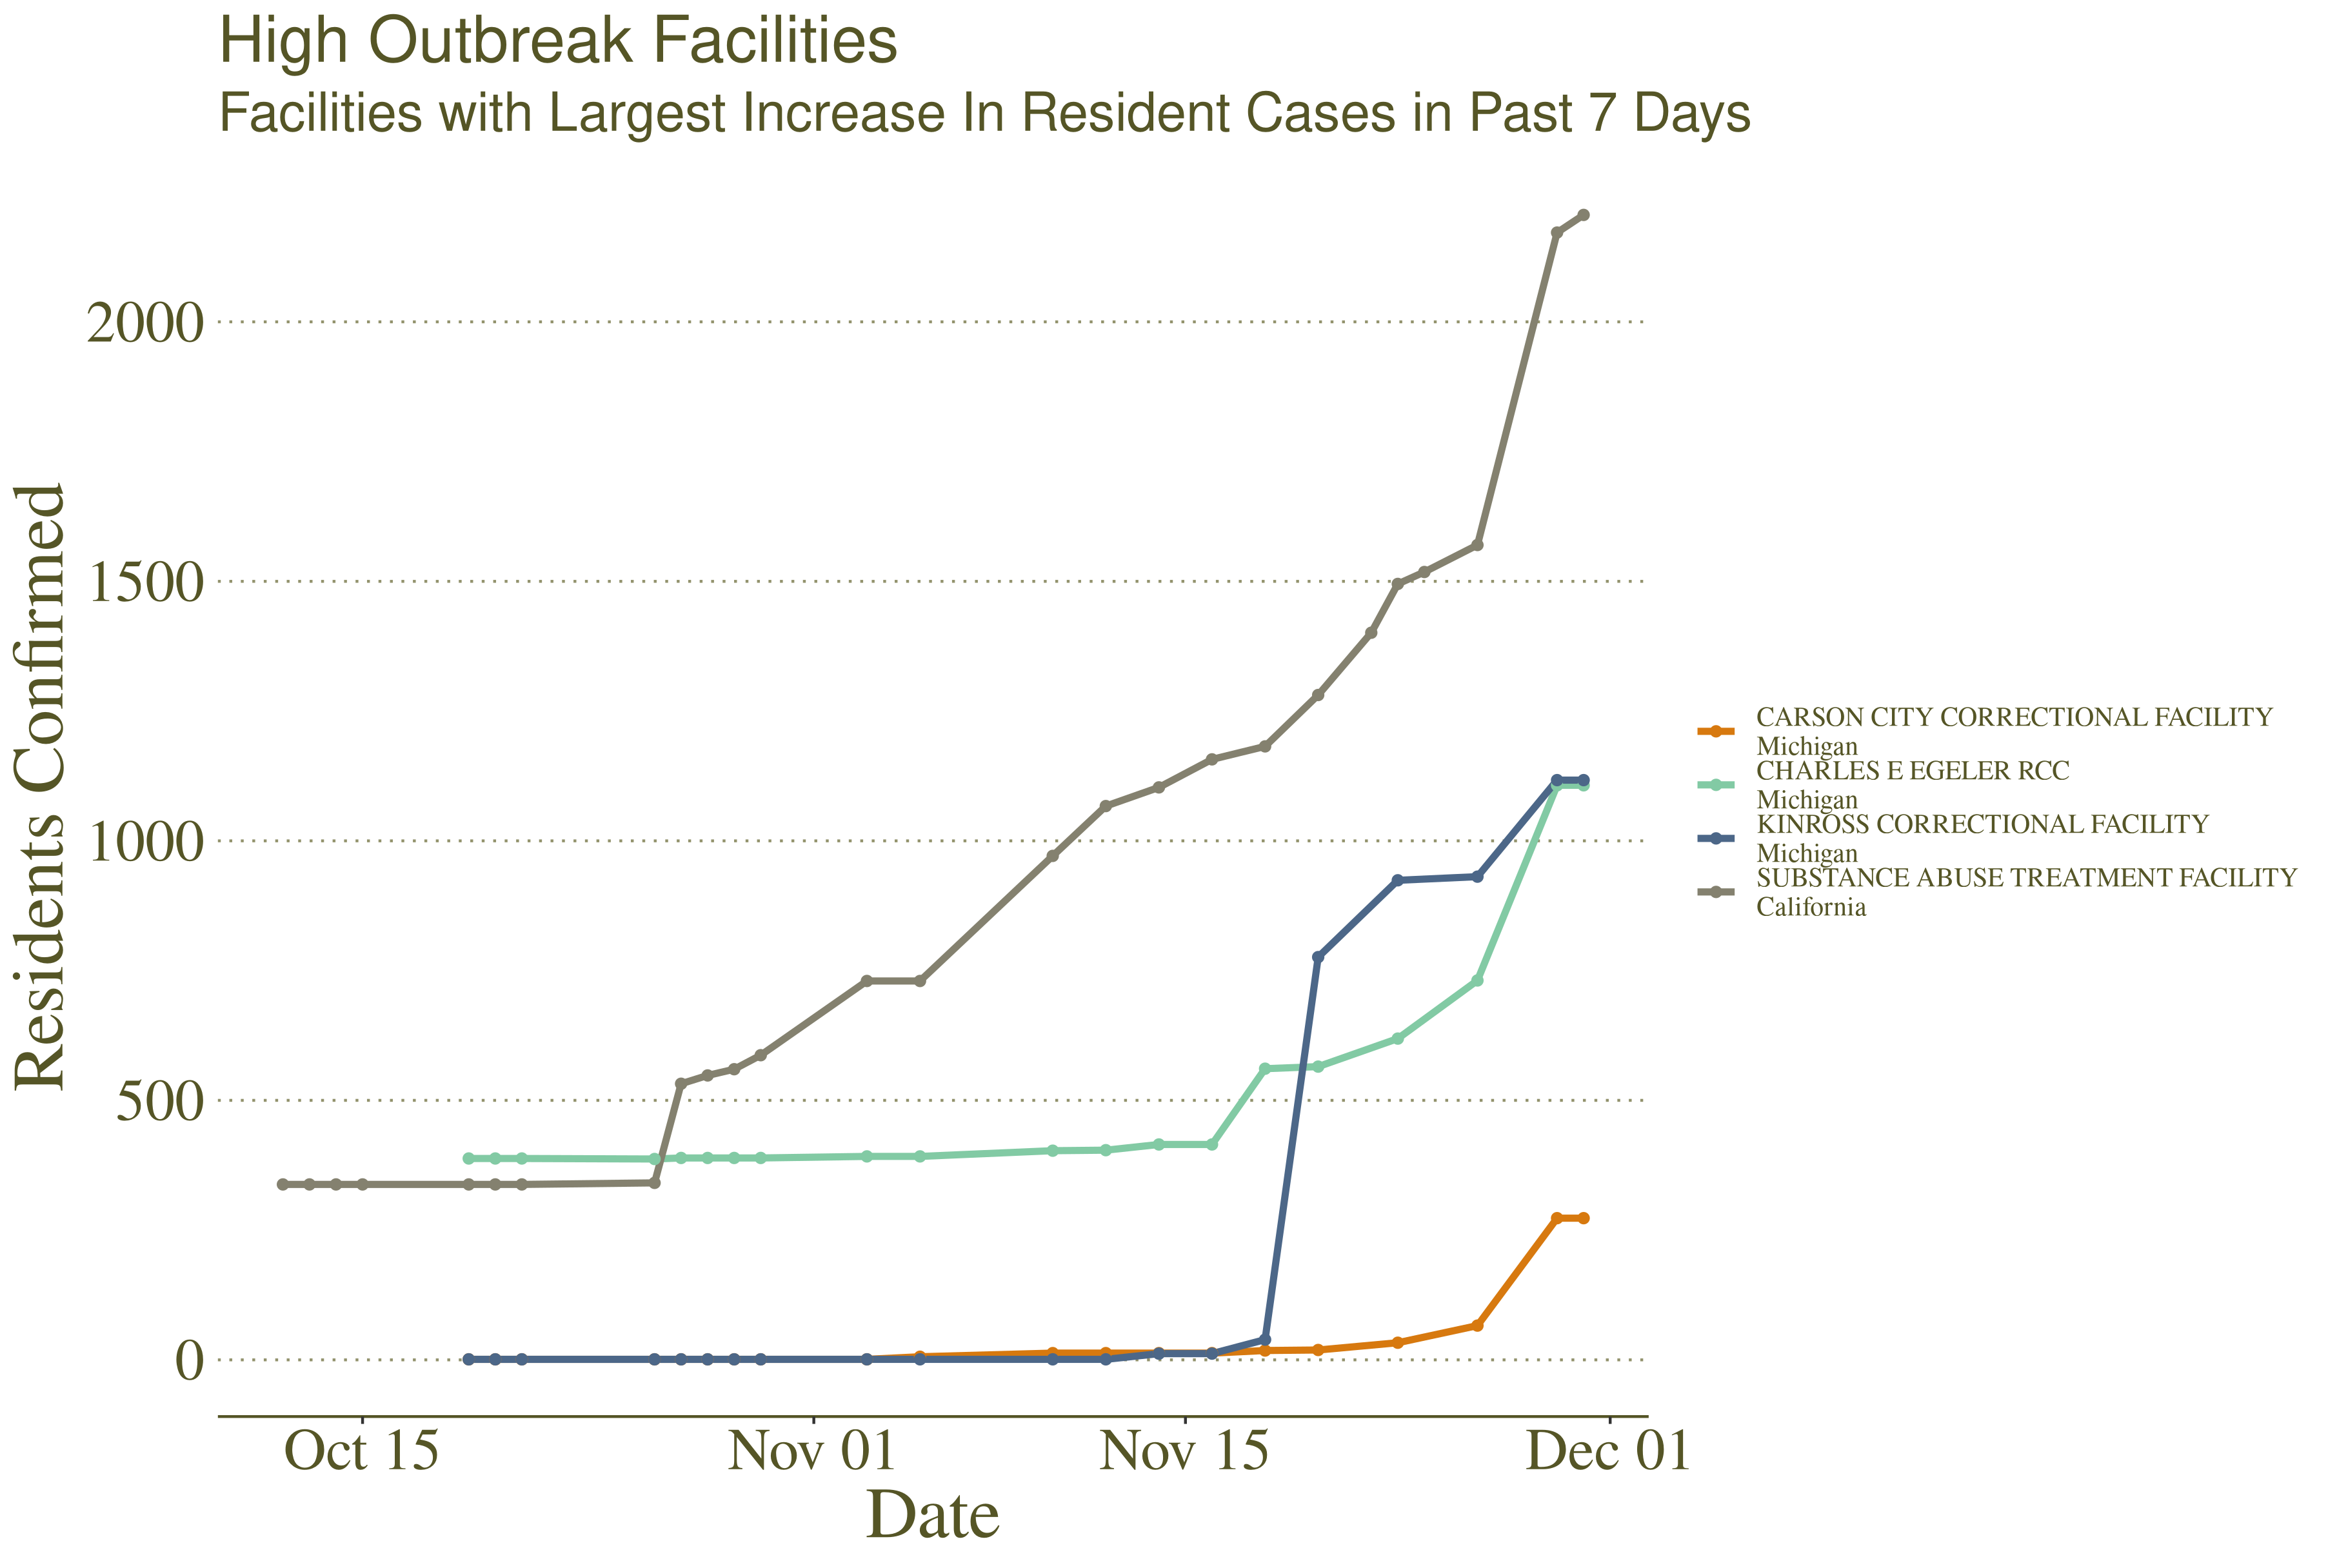 High Outbreak Facilities
Facilities with Largest Increase In Resident Cases in Past 7 Days
Residents Confirmed
2000
1500
1000
500
0
Oct 15
Nov 01
Nov 15
Dec 01
Date
CARSON CITY CORRECTIONAL FACILITY
Michigan
CHARLES E EGELER RCC
Michigan
KINROSS CORRECTIONAL FACILITY
Michigan
SUBSTANCE ABUSE TREATMENT FACILITY
California